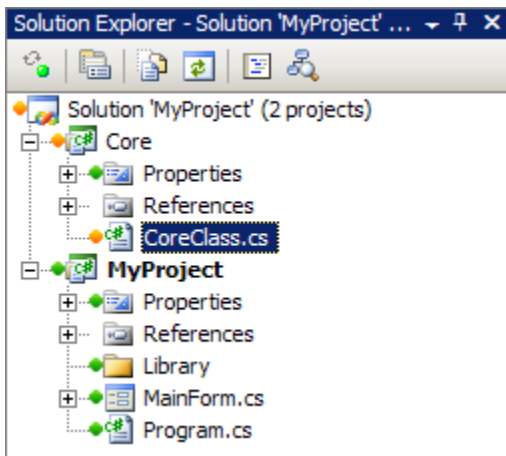 Solution Explorer - Solution 'MyProject' ...
Solution 'MyProject' (2 projects)
C# Core
Properties
References
C# CoreClass.cs
C# MyProject
Properties
References
Library
MainForm.cs
C# Program.cs